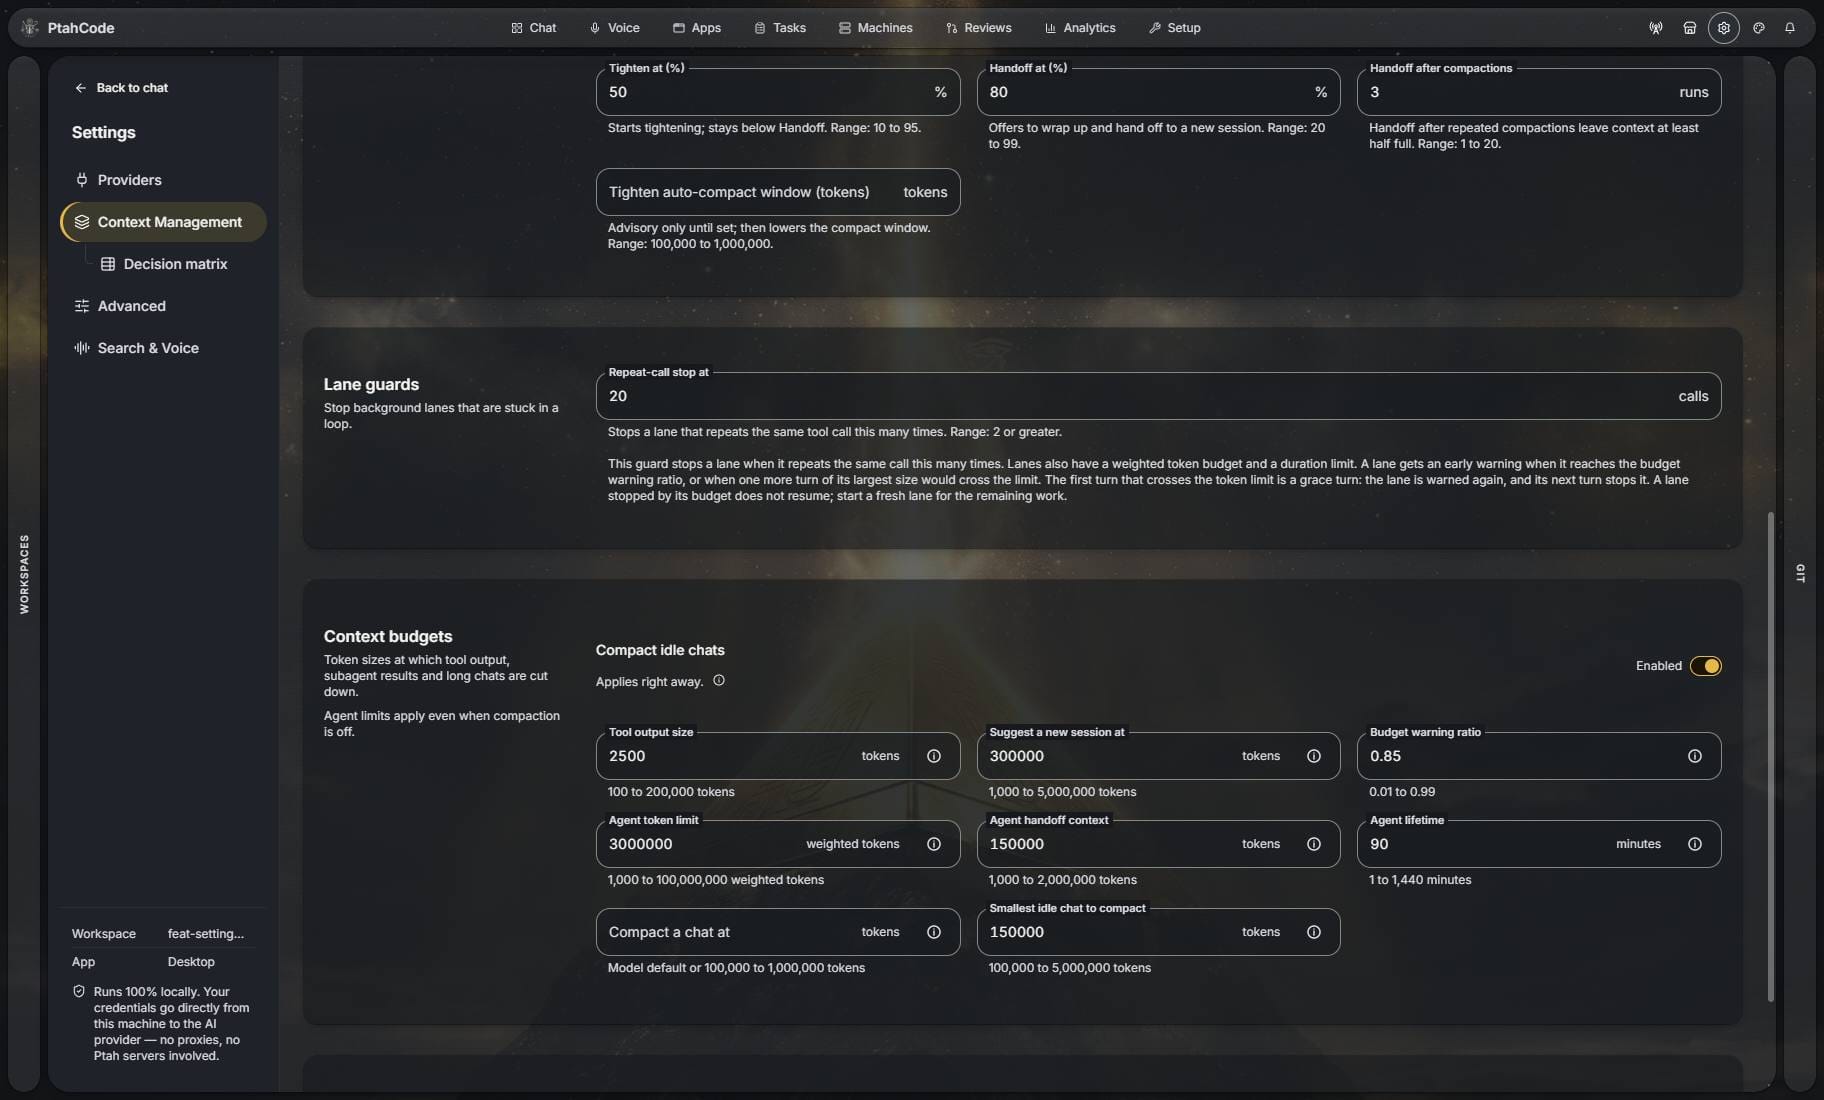 PtahCode
Chat
Voice
Apps
Tasks
Machines
Reviews
Analytics
Setup
WORKSPACES
Back to chat
Settings
Providers
Context Management
Decision matrix
Advanced
Search & Voice
Workspace feat-setting...
App Desktop
Runs 100% locally. Your
credentials go directly from
this machine to the AI
provider — no proxies, no
Ptah servers involved.
Tighten at (%)
50 %
Starts tightening; stays below Handoff. Range: 10 to 95.
Handoff at (%)
80 %
Offers to wrap up and hand off to a new session. Range: 20
to 99.
Handoff after compactions
3 runs
Handoff after repeated compactions leave context at least
half full. Range: 1 to 20.
Tighten auto-compact window (tokens) tokens
Advisory only until set; then lowers the compact window.
Range: 100,000 to 1,000,000.
Lane guards
Stop background lanes that are stuck in a
loop.
Repeat-call stop at
20 calls
Stops a lane that repeats the same tool call this many times. Range: 2 or greater.
This guard stops a lane when it repeats the same call this many times. Lanes also have a weighted token budget and a duration limit. A lane gets an early warning when it reaches the budget
warning ratio, or when one more turn of its largest size would cross the limit. The first turn that crosses the token limit is a grace turn: the lane is warned again, and its next turn stops it. A lane
stopped by its budget does not resume; start a fresh lane for the remaining work.
Context budgets
Token sizes at which tool output,
subagent results and long chats are cut
down.
Agent limits apply even when compaction
is off.
Compact idle chats
Applies right away.
Enabled
Tool output size
2500 tokens
100 to 200,000 tokens
Suggest a new session at
300000 tokens
1,000 to 5,000,000 tokens
Budget warning ratio
0.85
0.01 to 0.99
Agent token limit
3000000 weighted tokens
1,000 to 100,000,000 weighted tokens
Agent handoff context
150000 tokens
1,000 to 2,000,000 tokens
Agent lifetime
90 minutes
1 to 1,440 minutes
Compact a chat at tokens
Model default or 100,000 to 1,000,000 tokens
Smallest idle chat to compact
150000 tokens
100,000 to 5,000,000 tokens
GIT